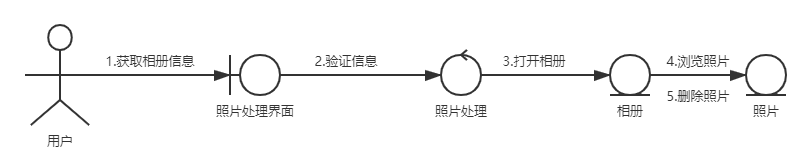 1.获取相册信息
2.验证信息
3.打开相册
4.浏览照片
5.删除照片
用户
照片处理界面
照片处理
相册
照片